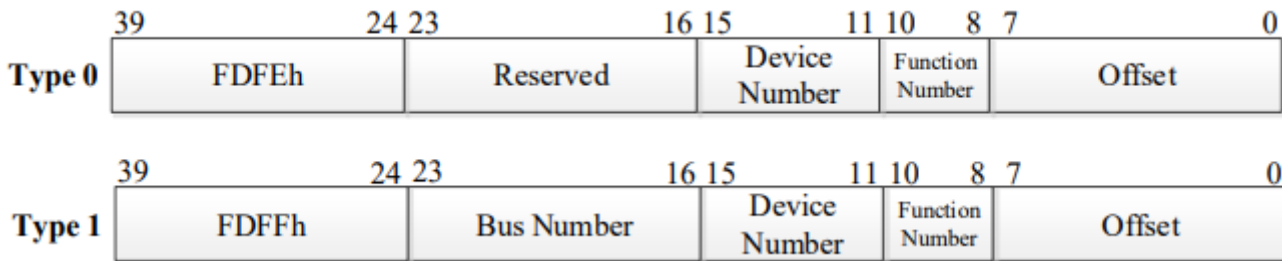 39 24 23 16 15 11 10 8 7 0
Type 0 FDFEh Reserved Device Number Function Number Offset
39 24 23 16 15 11 10 8 7 0
Type 1 FDFFh Bus Number Device Number Function Number Offset